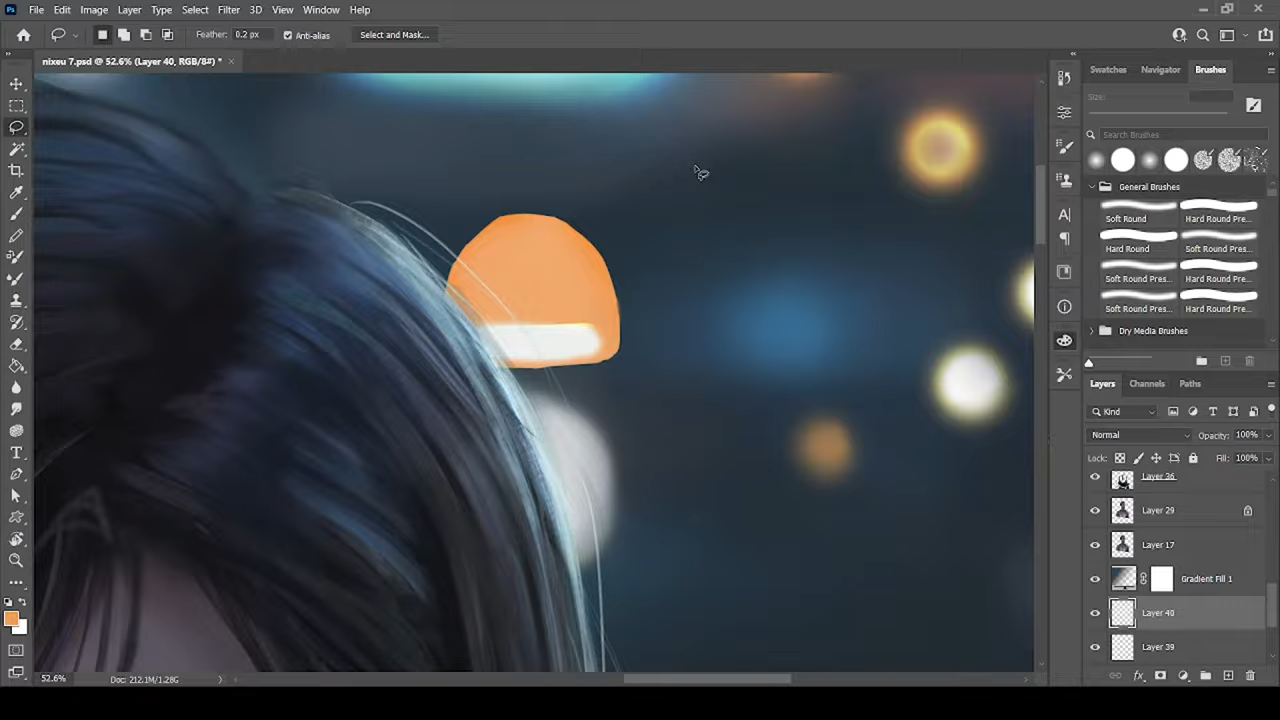 Ps File Edit Image Layer Type Select Filter 3D View Window Help
Feather: 0.2 px Anti-alias Select and Mask...
nixeu 7.psd @ 52.6% (Layer 40, RGB/8#) *
Swatches Navigator Brushes
Size:
Search Brushes
General Brushes
Soft Round Hard Round Pre...
Hard Round Soft Round Pres...
Soft Round Pres... Hard Round Pres...
Soft Round Pres... Hard Round Pres...
Dry Media Brushes
Layers Channels Paths
Kind
Normal Opacity: 100%
Lock: Fill: 100%
Layer 36
Layer 29
Layer 17
Gradient Fill 1
Layer 40
Layer 39
52.6% Doc: 212.1M/1.28G